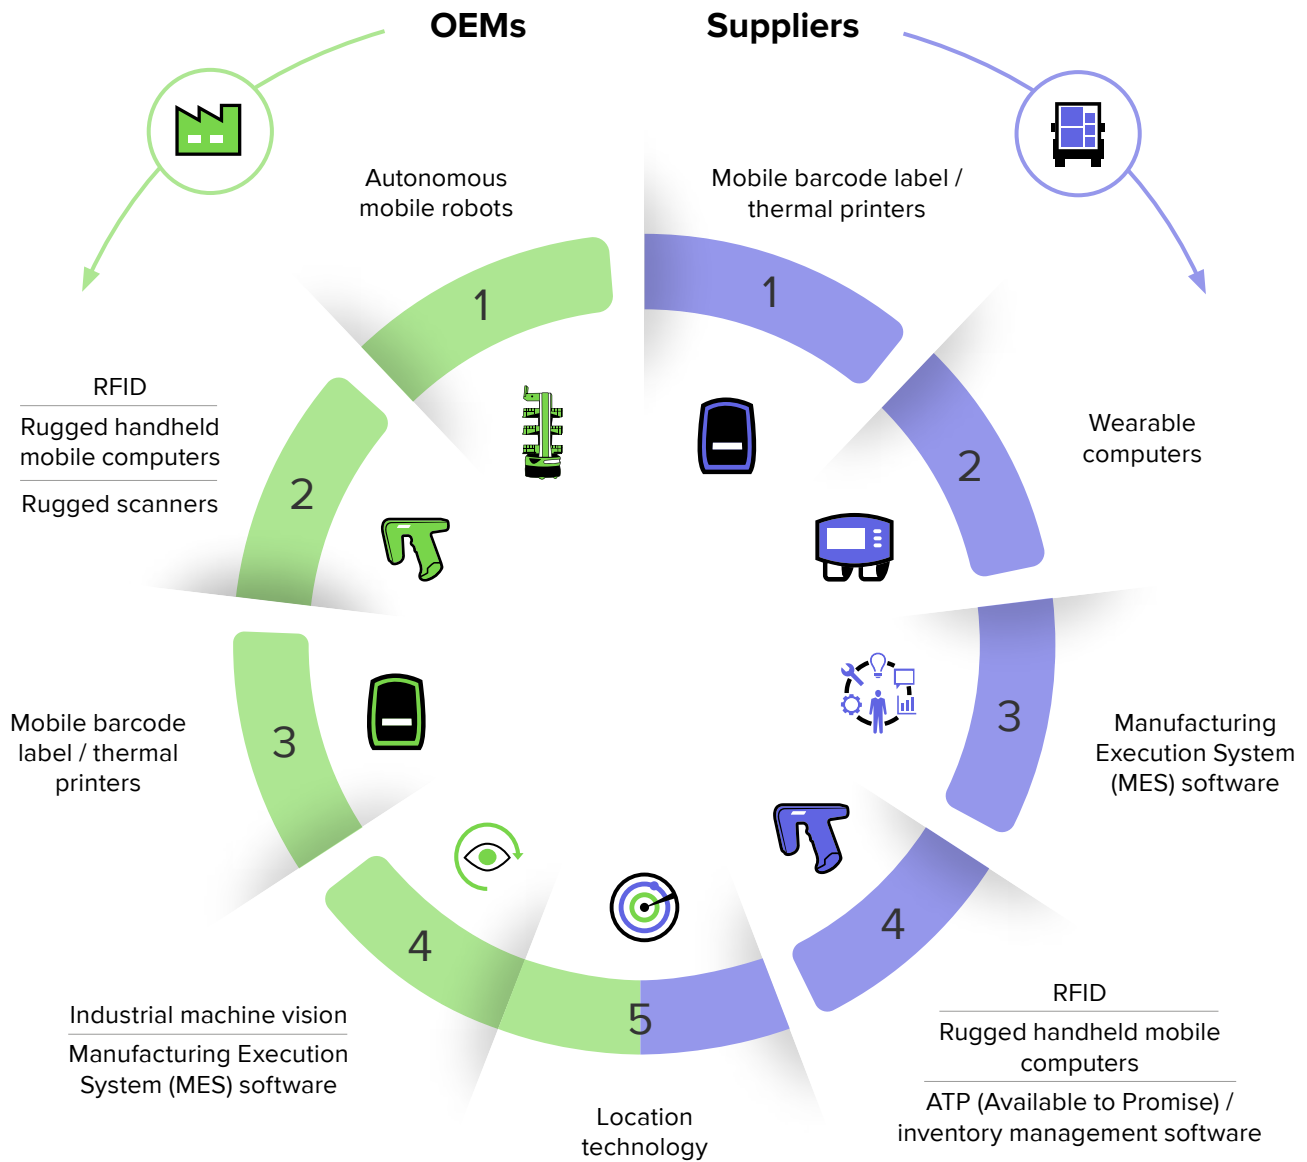 OEMs
Suppliers
Autonomous
mobile robots
1
RFID
Rugged handheld
mobile computers
Rugged scanners
2
Mobile barcode
label / thermal
printers
3
Industrial machine vision
Manufacturing Execution
System (MES) software
4
Location
technology
5
Mobile barcode label /
thermal printers
1
Wearable
computers
2
Manufacturing
Execution System
(MES) software
3
RFID
Rugged handheld mobile
computers
ATP (Available to Promise) /
inventory management software
4